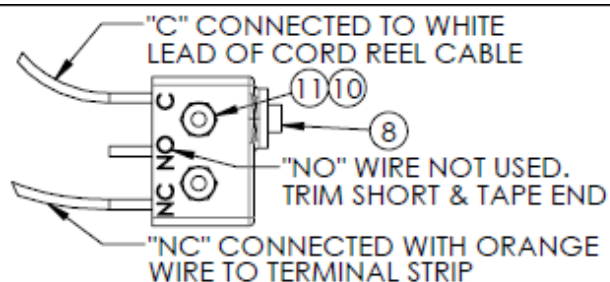 "C" CONNECTED TO WHITE
LEAD OF CORD REEL CABLE
11 10
C
8
NO
"NO" WIRE NOT USED.
TRIM SHORT & TAPE END
NC
"NC" CONNECTED WITH ORANGE
WIRE TO TERMINAL STRIP